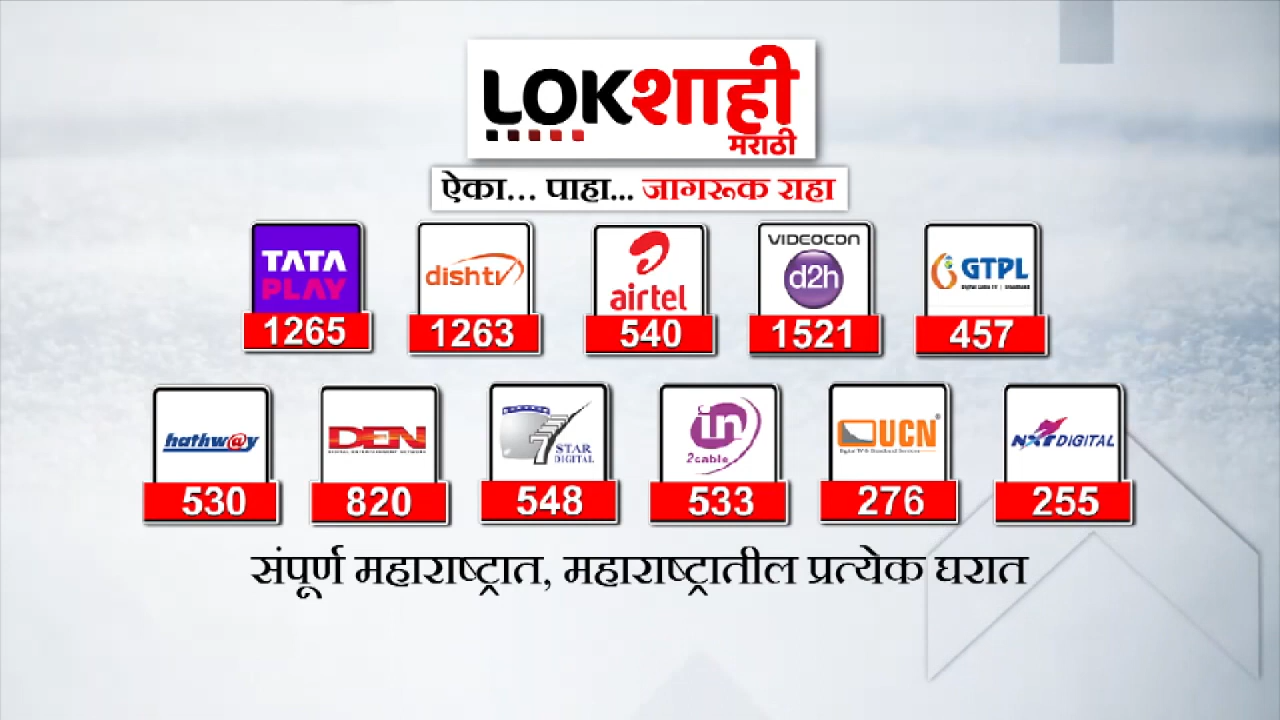 LOKशाही
मराठी
ऐका... पाहा... जागरूक राहा
TATA PLAY
dishtv
airtel
VIDEOCON d2h
GTPL
1265
1263
540
1521
457
hathw@y
DEN
7 STAR DIGITAL
in 2cable
UCN
NXT DIGITAL
530
820
548
533
276
255
संपूर्ण महाराष्ट्रात, महाराष्ट्रातील प्रत्येक घरात